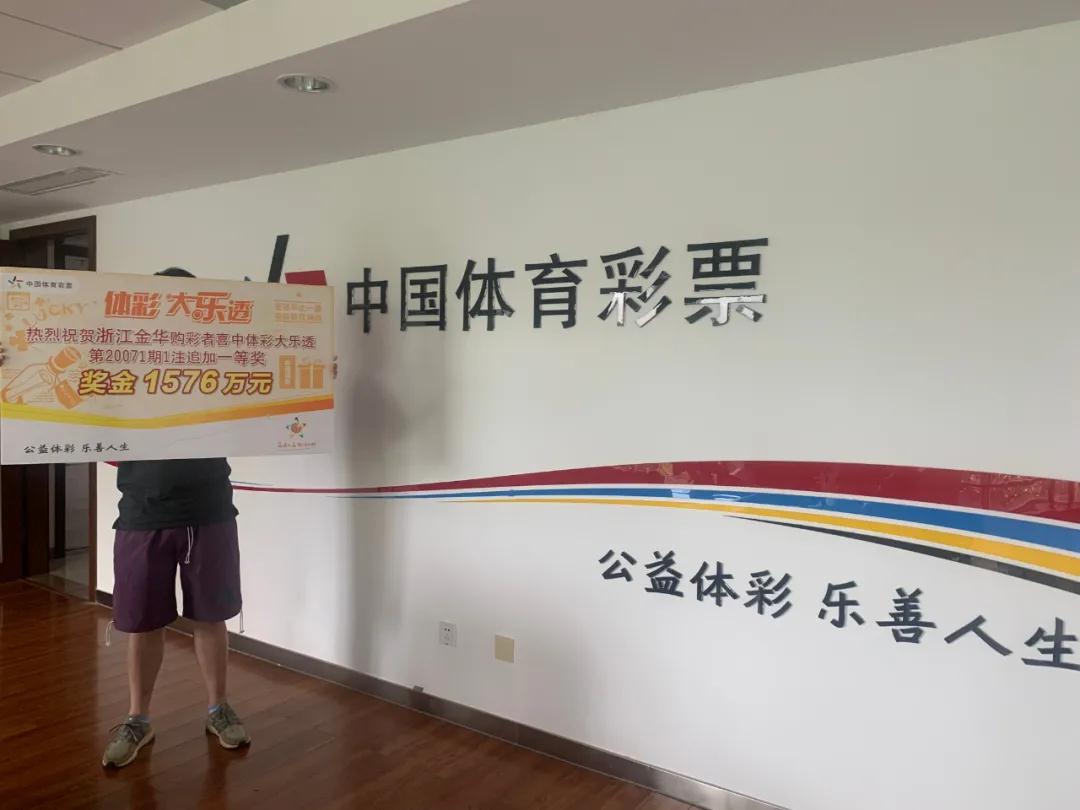 中国体育彩票
体彩 大乐透
LUCKY
热烈祝贺浙江金华购彩者喜中体彩大乐透
第20071期1注追加一等奖
奖金1576万元
公益体彩 乐善人生
中国体育彩票
公益体彩 乐善人生